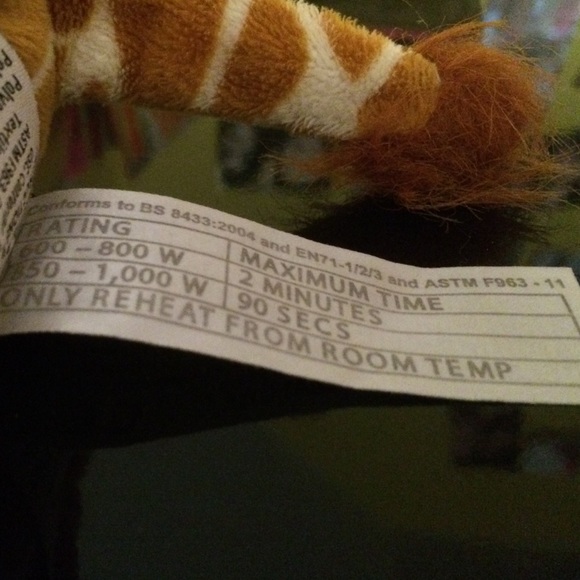 Conforms to BS 8433:2004 and EN71-1/2/3 and ASTM F963 - 11
RATING MAXIMUM TIME
600 – 800 W 2 MINUTES
850 – 1,000 W 90 SECS
ONLY REHEAT FROM ROOM TEMP